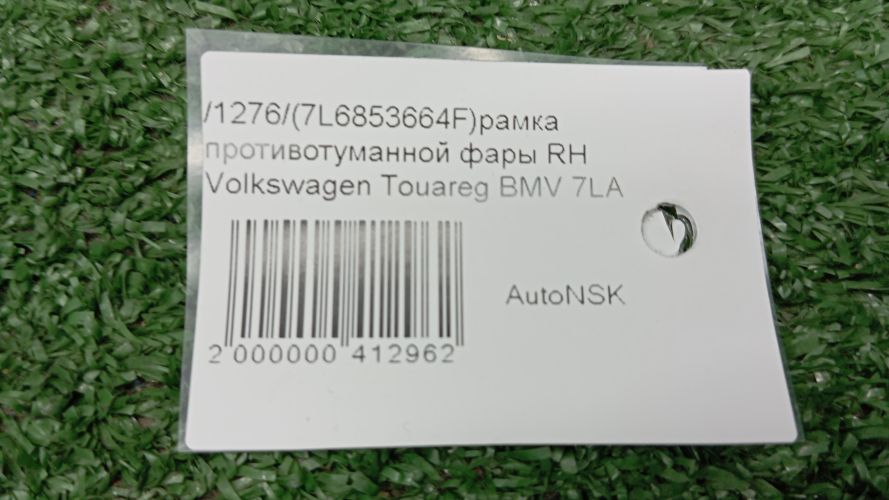 /1276/(7L6853664F)рамка
противотуманной фары RH
Volkswagen Touareg BMV 7LA
AutoNSK
2 000000 412962